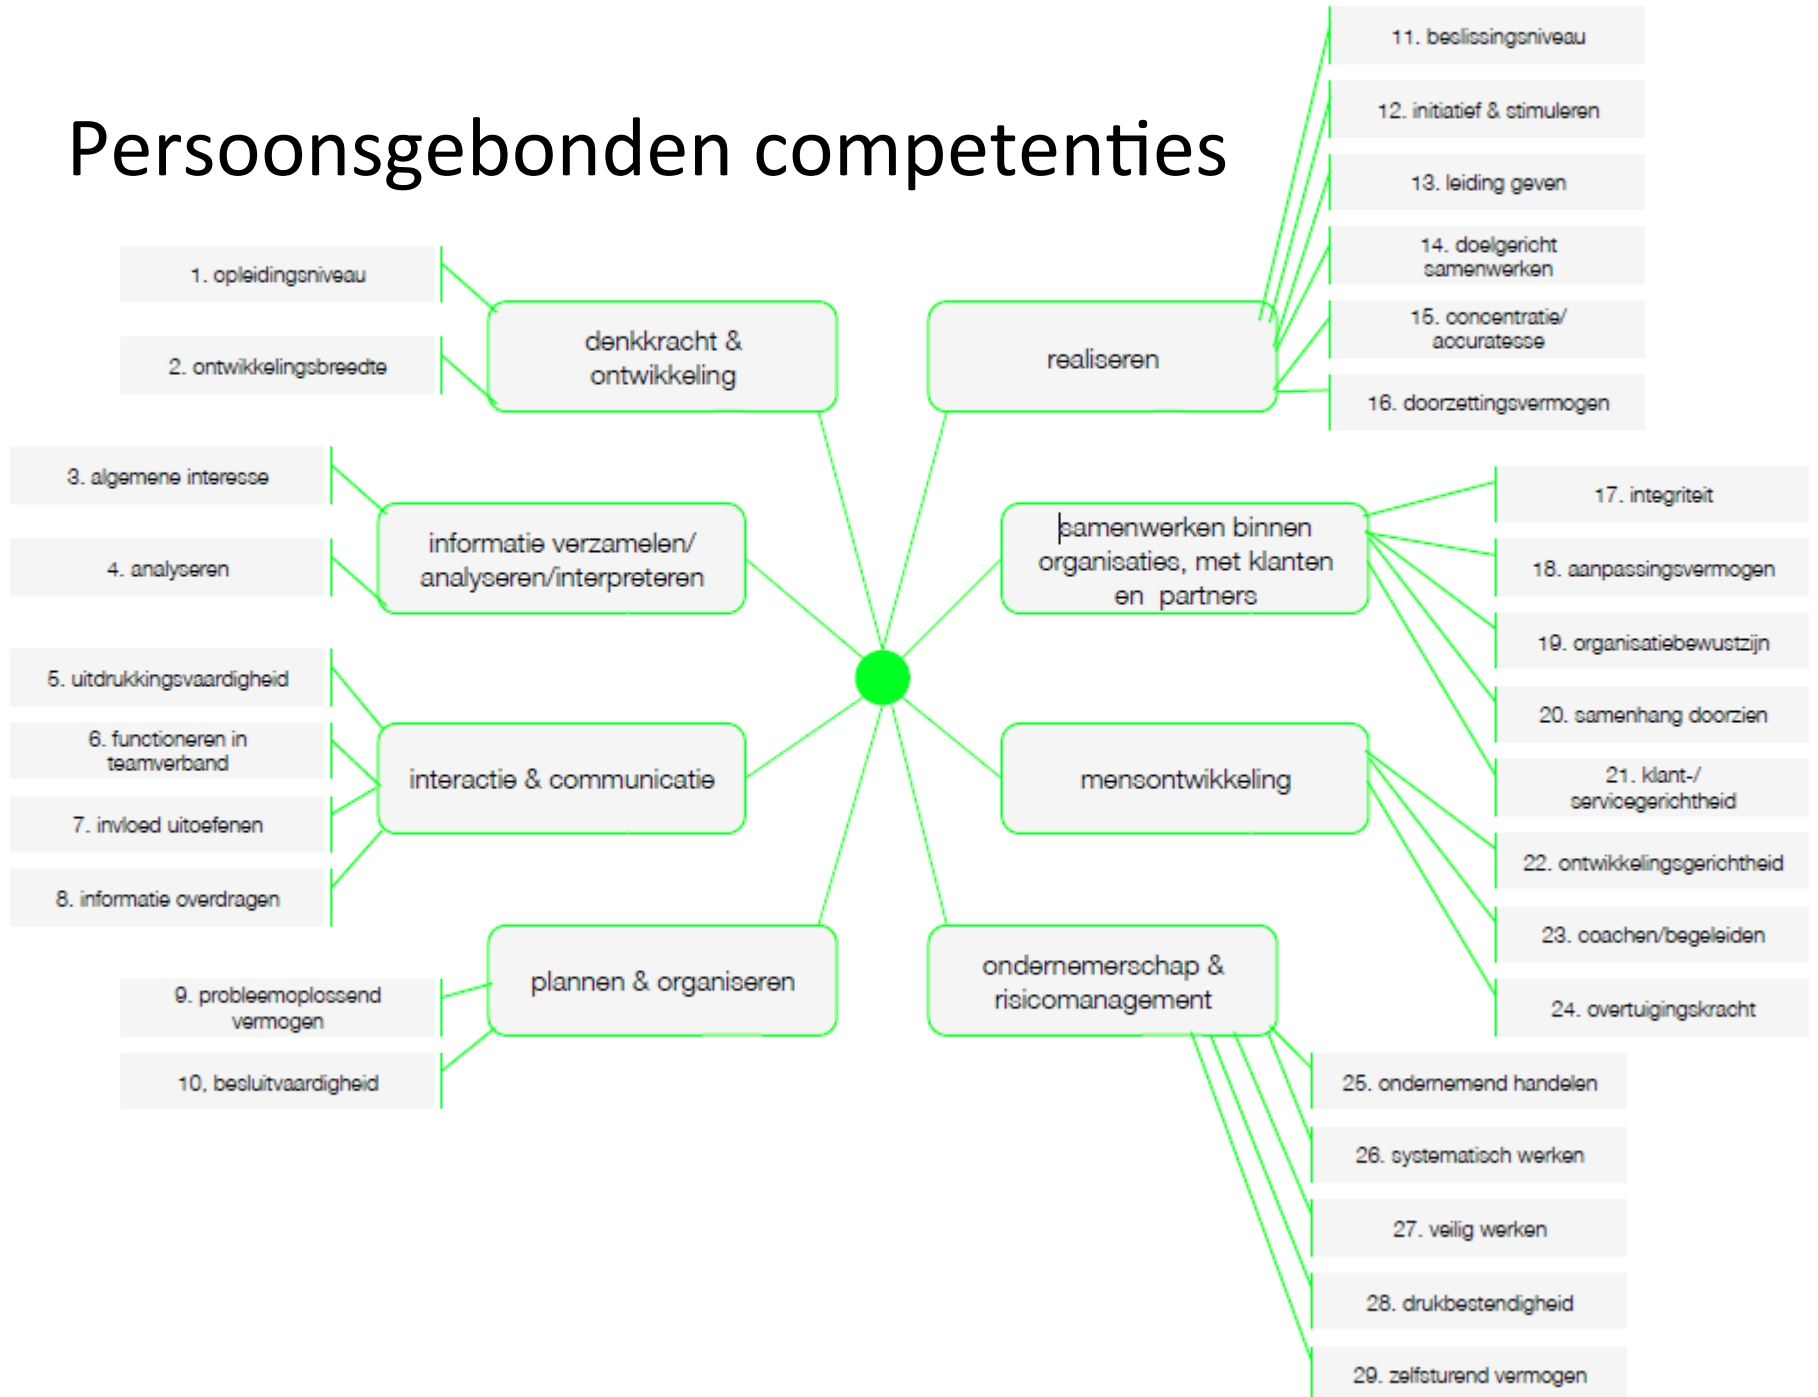 Persoonsgebonden competenties
1. opleidingsniveau
2. ontwikkelingsbreedte
denkkracht &
ontwikkeling
3. algemene interesse
4. analyseren
informatie verzamelen/
analyseren/interpreteren
5. uitdrukkingsvaardigheid
6. functioneren in
teamverband
7. invloed uitoefenen
8. informatie overdragen
interactie & communicatie
9. probleemoplossend
vermogen
10, besluitvaardigheid
plannen & organiseren
realiseren
11. beslissingsniveau
12. initiatief & stimuleren
13. leiding geven
14. doelgericht
samenwerken
15. concentratie/
accuratesse
16. doorzettingsvermogen
samenwerken binnen
organisaties, met klanten
en partners
17. integriteit
18. aanpassingsvermogen
19. organisatiebewustzijn
20. samenhang doorzien
21. klant-/
servicegerichtheid
mensontwikkeling
22. ontwikkelingsgerichtheid
23. coachen/begeleiden
24. overtuigingskracht
ondernemerschap &
risicomanagement
25. ondernemend handelen
26. systematisch werken
27. veilig werken
28. drukbestendigheid
29. zelfsturend vermogen